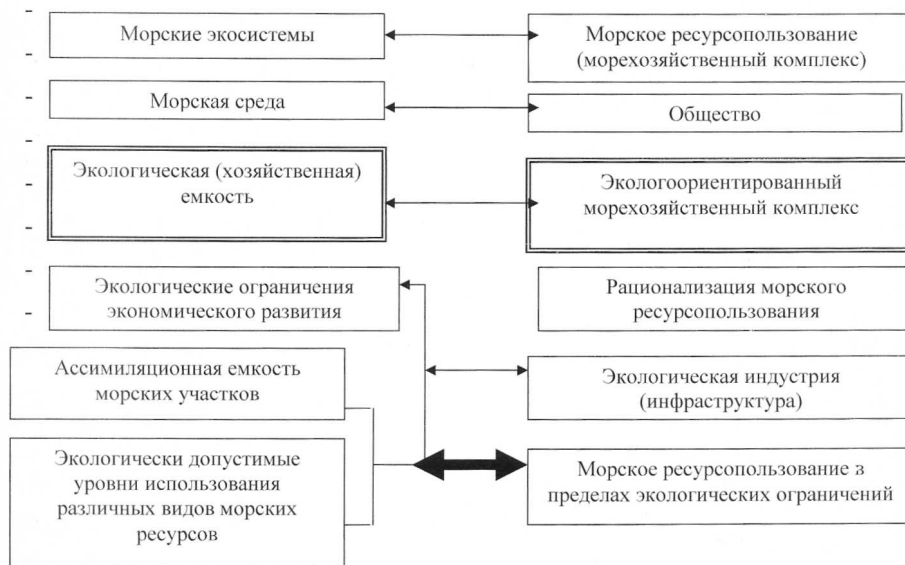 Морские экосистемы
Морское ресурсопользование
(морехозяйственный комплекс)
Морская среда
Общество
Экологическая (хозяйственная)
емкость
Экологоориентированный
морехозяйственный комплекс
Экологические ограничения
экономического развития
Рационализация морского
ресурсопользования
Ассимиляционная емкость
морских участков
Экологическая индустрия
(инфраструктура)
Экологически допустимые
уровни использования
различных видов морских
ресурсов
Морское ресурсопользование в
пределах экологических ограничений